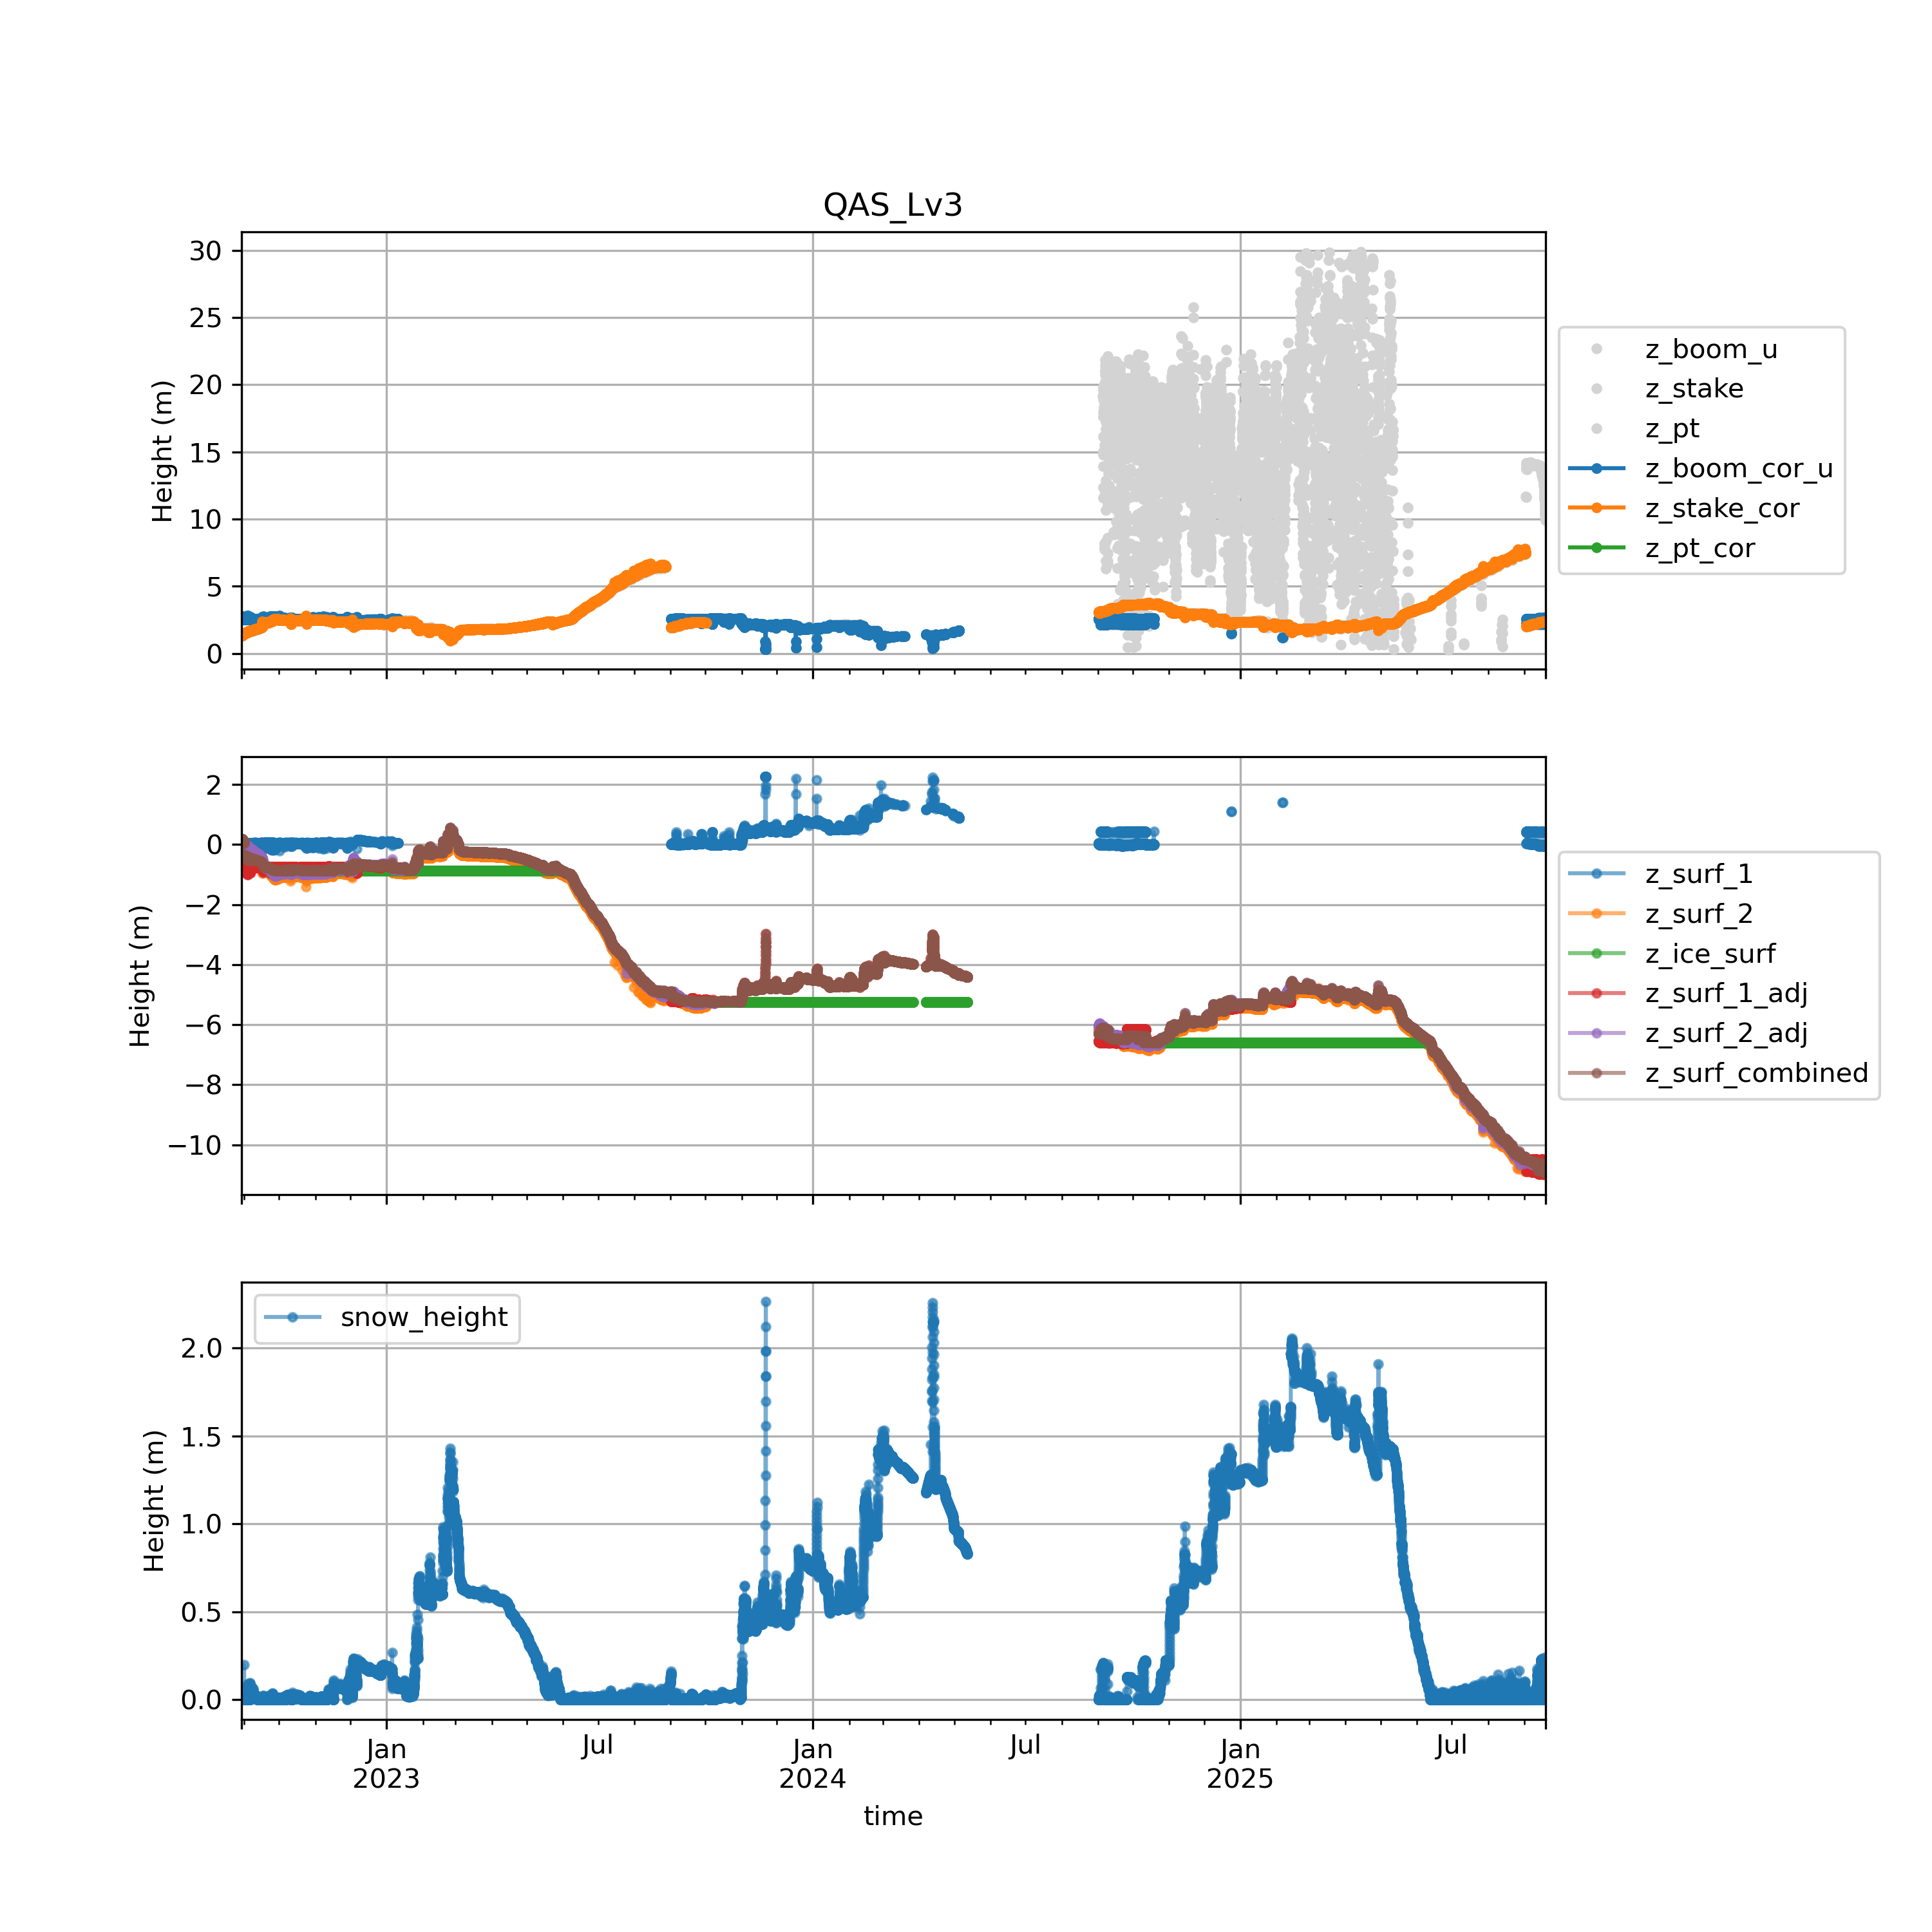 QAS_Lv3
Height (m)
30
25
20
15
10
5
0
z_boom_u
z_stake
z_pt
z_boom_cor_u
z_stake_cor
z_pt_cor
Height (m)
2
0
−2
−4
−6
−8
−10
z_surf_1
z_surf_2
z_ice_surf
z_surf_1_adj
z_surf_2_adj
z_surf_combined
Height (m)
2.0
1.5
1.0
0.5
0.0
snow_height
Jan
2023
Jul
Jan
2024
Jul
Jan
2025
Jul
time